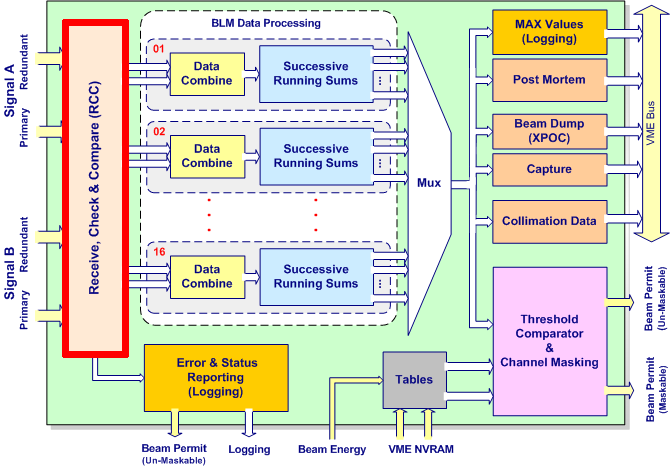 BLM Data Processing
Signal A
Redundant
Primary
Signal B
Redundant
Primary
Receive, Check & Compare (RCC)
01
Data
Combine
Successive
Running Sums
...
02
Data
Combine
Successive
Running Sums
...
16
Data
Combine
Successive
Running Sums
...
Mux
MAX Values
(Logging)
Post Mortem
Beam Dump
(XPOC)
Capture
Collimation Data
VME Bus
Threshold
Comparator
&
Channel Masking
Beam Permit
(Un-Maskable)
Beam Permit
(Maskable)
Error & Status
Reporting
(Logging)
Tables
Beam Permit
(Un-Maskable)
Logging
Beam Energy
VME NVRAM